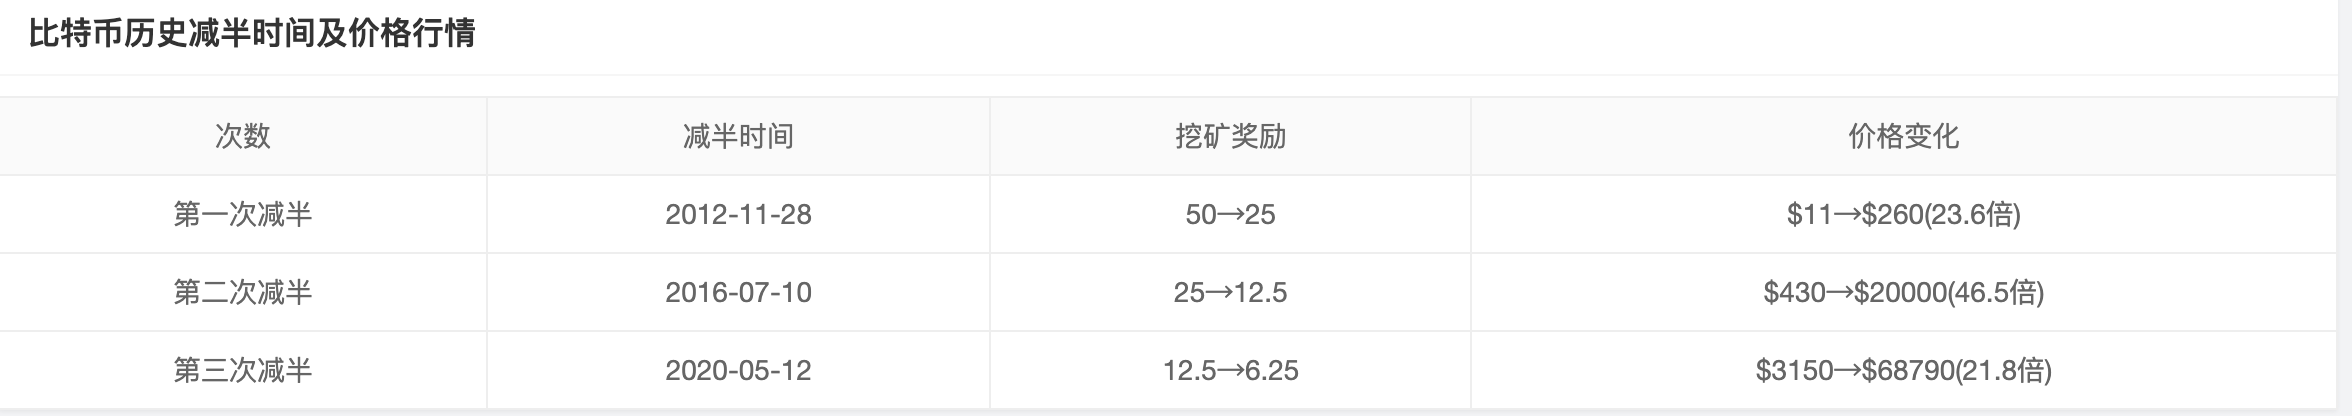 比特币历史减半时间及价格行情
次数 减半时间 挖矿奖励 价格变化
第一次减半 2012-11-28 50→25 $11→$260(23.6倍)
第二次减半 2016-07-10 25→12.5 $430→$20000(46.5倍)
第三次减半 2020-05-12 12.5→6.25 $3150→$68790(21.8倍)